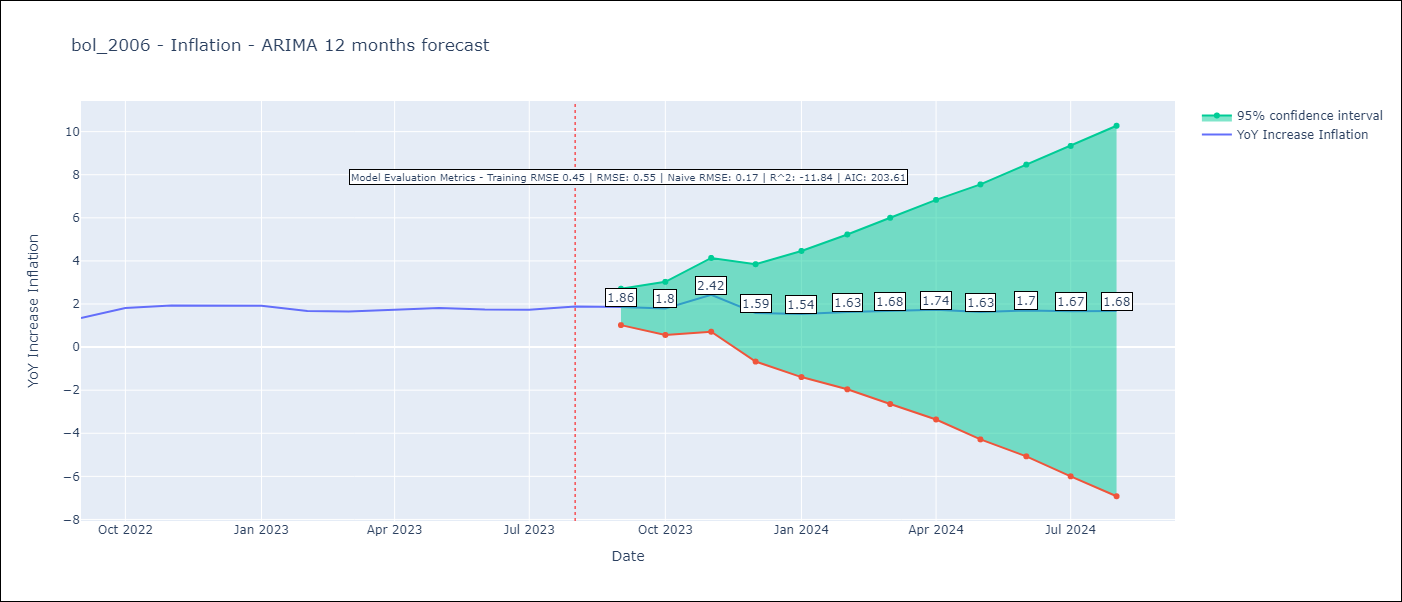 bol_2006 - Inflation - ARIMA 12 months forecast
95% confidence interval
YoY Increase Inflation
Model Evaluation Metrics - Training RMSE 0.45 | RMSE: 0.55 | Naive RMSE: 0.17 | R^2: -11.84 | AIC: 203.61
YoY Increase Inflation
10
8
6
4
2
0
−2
−4
−6
−8
1.86
1.8
2.42
1.59
1.54
1.63
1.68
1.74
1.63
1.7
1.67
1.68
Oct 2022
Jan 2023
Apr 2023
Jul 2023
Oct 2023
Jan 2024
Apr 2024
Jul 2024
Date